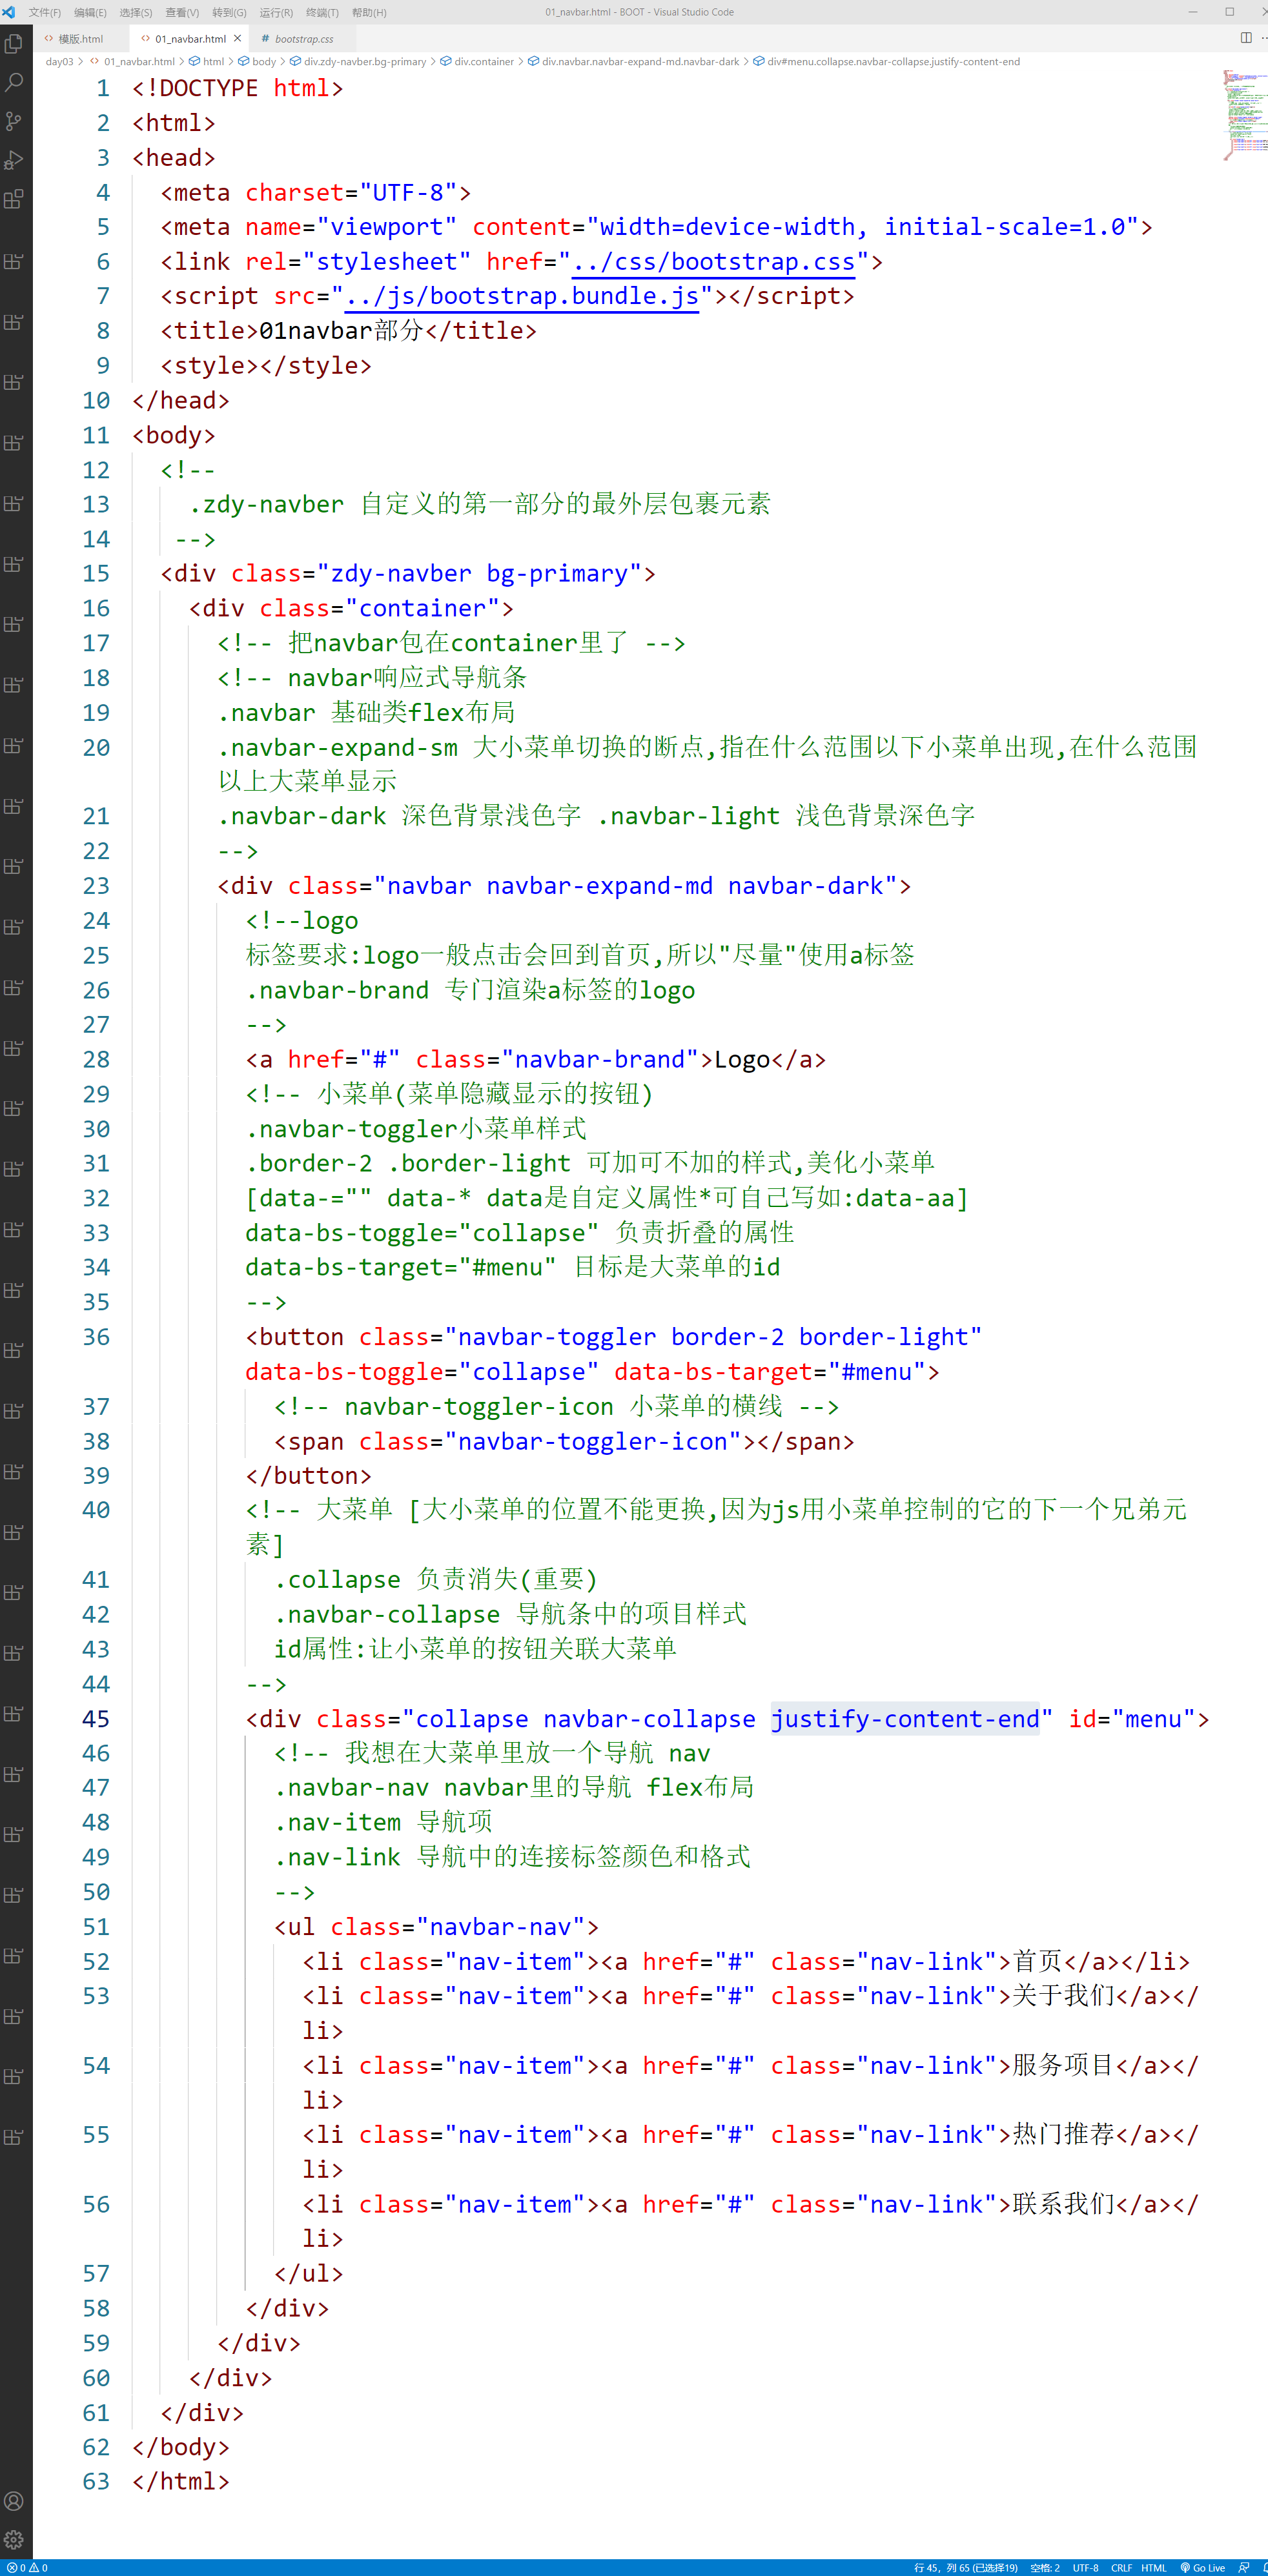 文件(F) 编辑(E) 选择(S) 查看(V) 转到(G) 运行(R) 终端(T) 帮助(H) 01_navbar.html - BOOT - Visual Studio Code
模版.html 01_navbar.html bootstrap.css
day03 > 01_navbar.html > html > body > div.zdy-navber.bg-primary > div.container > div.navbar.navbar-expand-md.navbar-dark > div#menu.collapse.navbar-collapse.justify-content-end
1 <!DOCTYPE html>
2 <html>
3 <head>
4 <meta charset="UTF-8">
5 <meta name="viewport" content="width=device-width, initial-scale=1.0">
6 <link rel="stylesheet" href="../css/bootstrap.css">
7 <script src="../js/bootstrap.bundle.js"></script>
8 <title>01navbar部分</title>
9 <style></style>
10 </head>
11 <body>
12 <!--
13 .zdy-navber 自定义的第一部分的最外层包裹元素
14 -->
15 <div class="zdy-navber bg-primary">
16 <div class="container">
17 <!-- 把navbar包在container里了 -->
18 <!-- navbar响应式导航条
19 .navbar 基础类flex布局
20 .navbar-expand-sm 大小菜单切换的断点,指在什么范围以下小菜单出现,在什么范围
以上大菜单显示
21 .navbar-dark 深色背景浅色字 .navbar-light 浅色背景深色字
22 -->
23 <div class="navbar navbar-expand-md navbar-dark">
24 <!--logo
25 标签要求:logo一般点击会回到首页,所以"尽量"使用a标签
26 .navbar-brand 专门渲染a标签的logo
27 -->
28 <a href="#" class="navbar-brand">Logo</a>
29 <!-- 小菜单(菜单隐藏显示的按钮)
30 .navbar-toggler小菜单样式
31 .border-2 .border-light 可加可不加的样式,美化小菜单
32 [data-="" data-* data是自定义属性*可自己写如:data-aa]
33 data-bs-toggle="collapse" 负责折叠的属性
34 data-bs-target="#menu" 目标是大菜单的id
35 -->
36 <button class="navbar-toggler border-2 border-light"
data-bs-toggle="collapse" data-bs-target="#menu">
37 <!-- navbar-toggler-icon 小菜单的横线 -->
38 <span class="navbar-toggler-icon"></span>
39 </button>
40 <!-- 大菜单 [大小菜单的位置不能更换,因为js用小菜单控制的它的下一个兄弟元
素]
41 .collapse 负责消失(重要)
42 .navbar-collapse 导航条中的项目样式
43 id属性:让小菜单的按钮关联大菜单
44 -->
45 <div class="collapse navbar-collapse justify-content-end" id="menu">
46 <!-- 我想在大菜单里放一个导航 nav
47 .navbar-nav navbar里的导航 flex布局
48 .nav-item 导航项
49 .nav-link 导航中的连接标签颜色和格式
50 -->
51 <ul class="navbar-nav">
52 <li class="nav-item"><a href="#" class="nav-link">首页</a></li>
53 <li class="nav-item"><a href="#" class="nav-link">关于我们</a></
li>
54 <li class="nav-item"><a href="#" class="nav-link">服务项目</a></
li>
55 <li class="nav-item"><a href="#" class="nav-link">热门推荐</a></
li>
56 <li class="nav-item"><a href="#" class="nav-link">联系我们</a></
li>
57 </ul>
58 </div>
59 </div>
60 </div>
61 </div>
62 </body>
63 </html>
0 0 行 45, 列 65 (已选择19) 空格: 2 UTF-8 CRLF HTML Go Live